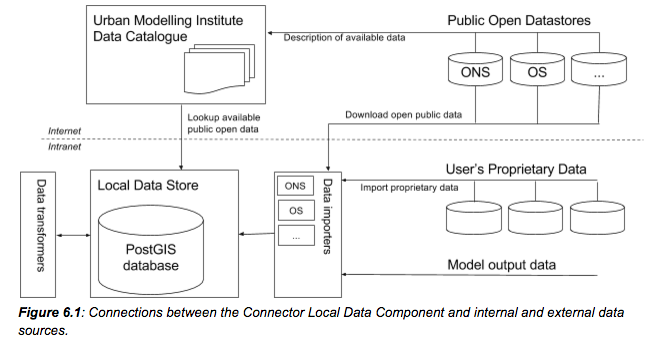 Urban Modelling Institute
Data Catalogue
Public Open Datastores
Description of available data
ONS
OS
...
Lookup available
public open data
Download open public data
Internet
Intranet
Data transformers
Local Data Store
PostGIS
database
ONS
OS
...
Data importers
User's Proprietary Data
Import proprietary data
Model output data
Figure 6.1: Connections between the Connector Local Data Component and internal and external data
sources.